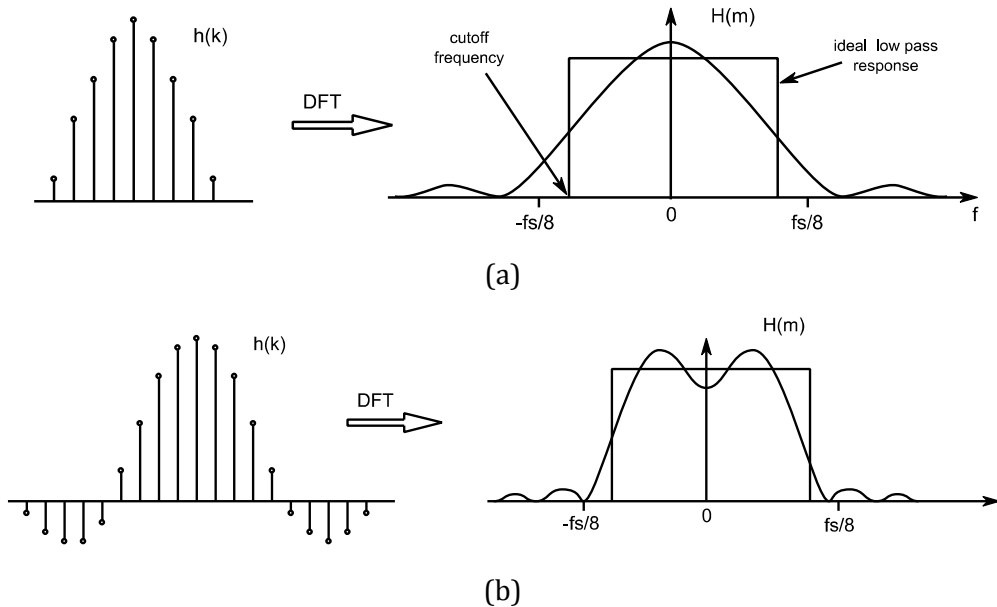 h(k)
DFT
H(m)
cutoff
frequency
ideal low pass
response
-fs/8
0
fs/8
f
(a)
h(k)
DFT
H(m)
-fs/8
0
fs/8
(b)